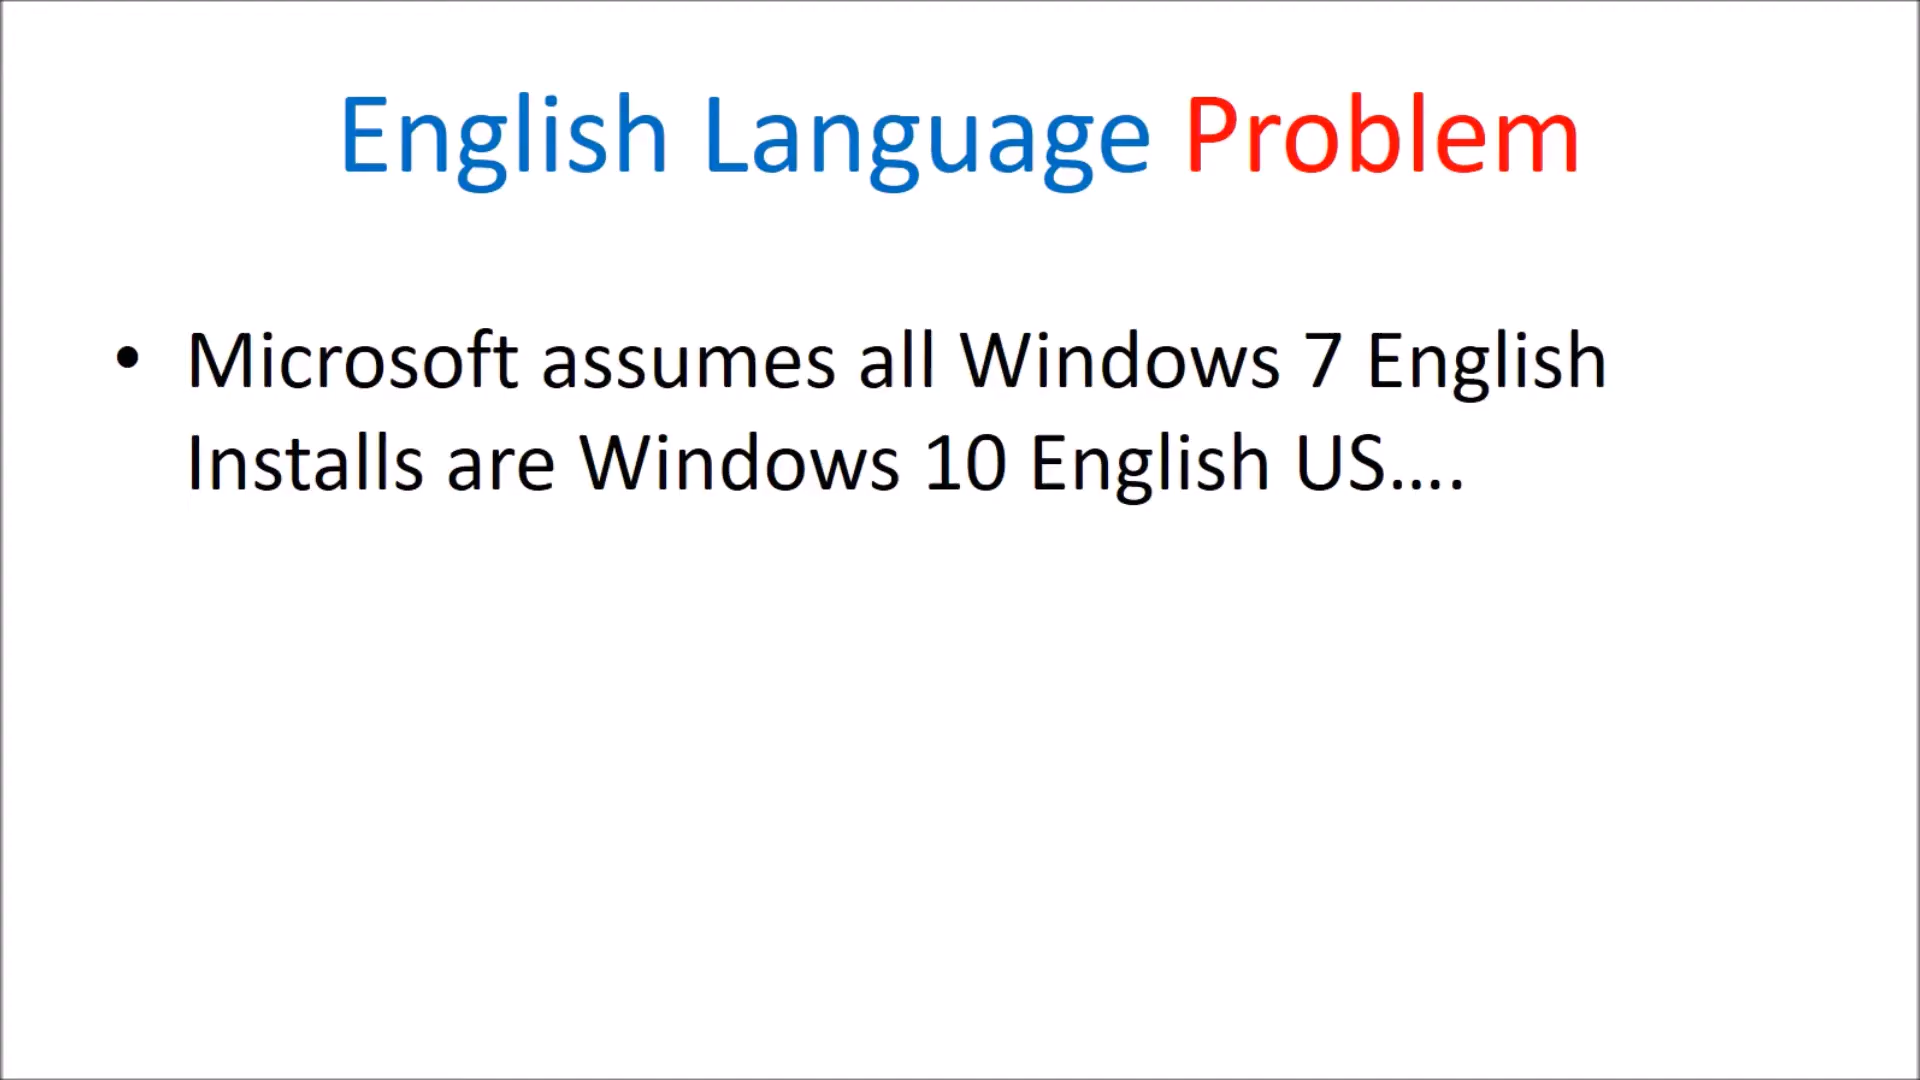 English Language Problem
• Microsoft assumes all Windows 7 English
Installs are Windows 10 English US....